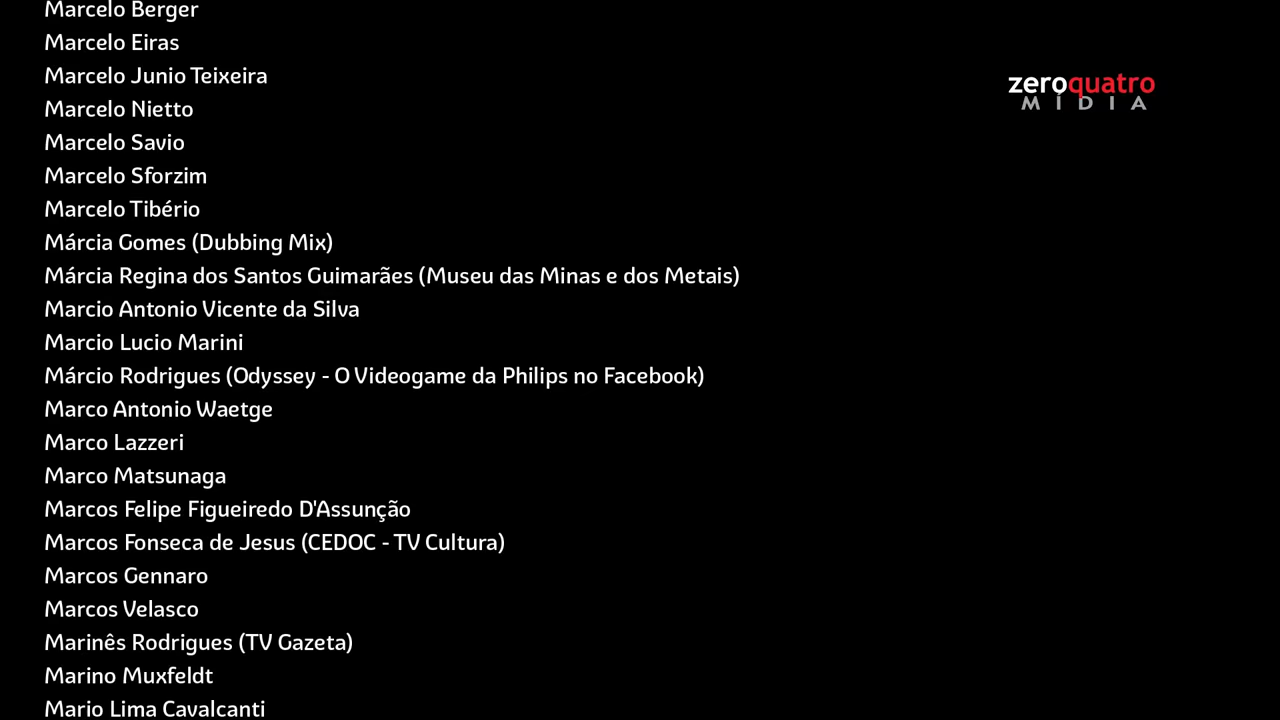 Marcelo Berger
Marcelo Eiras
Marcelo Junio Teixeira
Marcelo Nietto
Marcelo Savio
Marcelo Sforzim
Marcelo Tibério
Márcia Gomes (Dubbing Mix)
Márcia Regina dos Santos Guimarães (Museu das Minas e dos Metais)
Marcio Antonio Vicente da Silva
Marcio Lucio Marini
Márcio Rodrigues (Odyssey - O Videogame da Philips no Facebook)
Marco Antonio Waetge
Marco Lazzeri
Marco Matsunaga
Marcos Felipe Figueiredo D'Assunção
Marcos Fonseca de Jesus (CEDOC - TV Cultura)
Marcos Gennaro
Marcos Velasco
Marinês Rodrigues (TV Gazeta)
Marino Muxfeldt
Mario Lima Cavalcanti
zeroquatro
MÍDIA